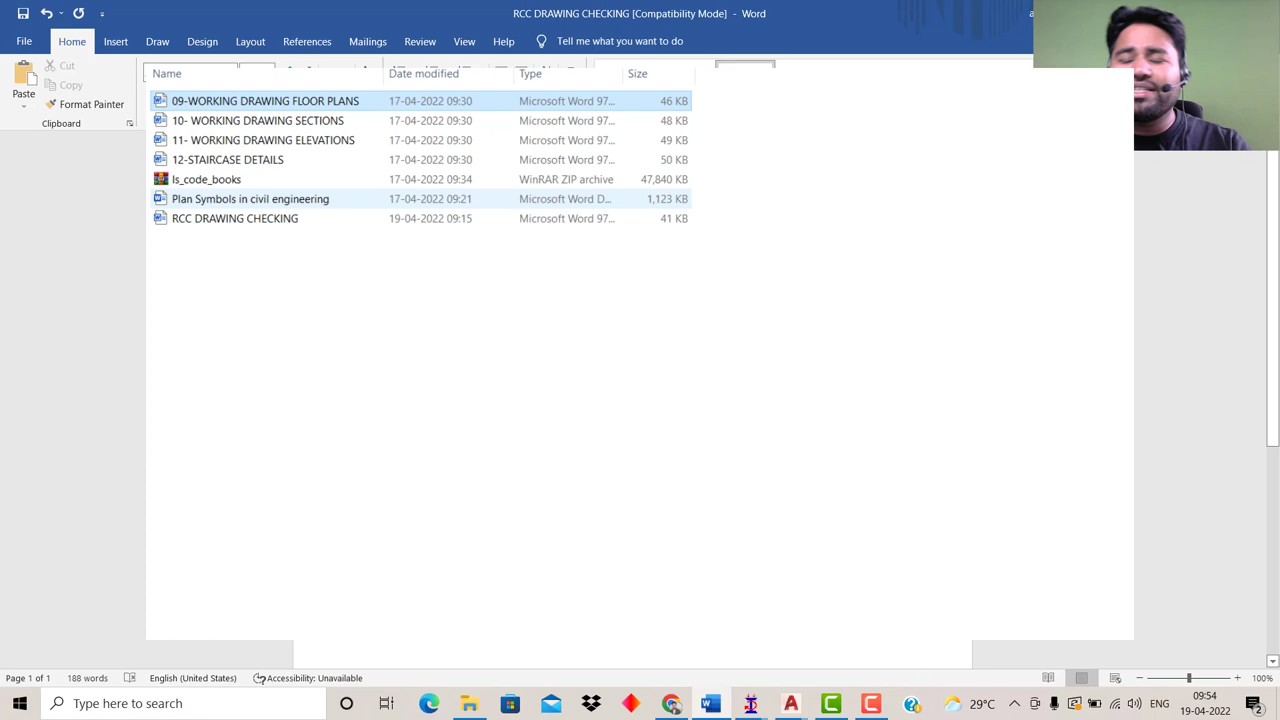 RCC DRAWING CHECKING [Compatibility Mode] - Word
File Home Insert Draw Design Layout References Mailings Review View Help Tell me what you want to do
Paste
Cut
Copy
Format Painter
Clipboard
Name Date modified Type Size
09-WORKING DRAWING FLOOR PLANS 17-04-2022 09:30 Microsoft Word 97... 46 KB
10- WORKING DRAWING SECTIONS 17-04-2022 09:30 Microsoft Word 97... 48 KB
11- WORKING DRAWING ELEVATIONS 17-04-2022 09:30 Microsoft Word 97... 49 KB
12-STAIRCASE DETAILS 17-04-2022 09:30 Microsoft Word 97... 50 KB
Is_code_books 17-04-2022 09:34 WinRAR ZIP archive 47,840 KB
Plan Symbols in civil engineering 17-04-2022 09:21 Microsoft Word D... 1,123 KB
RCC DRAWING CHECKING 19-04-2022 09:15 Microsoft Word 97... 41 KB
Page 1 of 1 188 words English (United States) Accessibility: Unavailable 100%
Type here to search 29°C ENG 09:54
19-04-2022 2